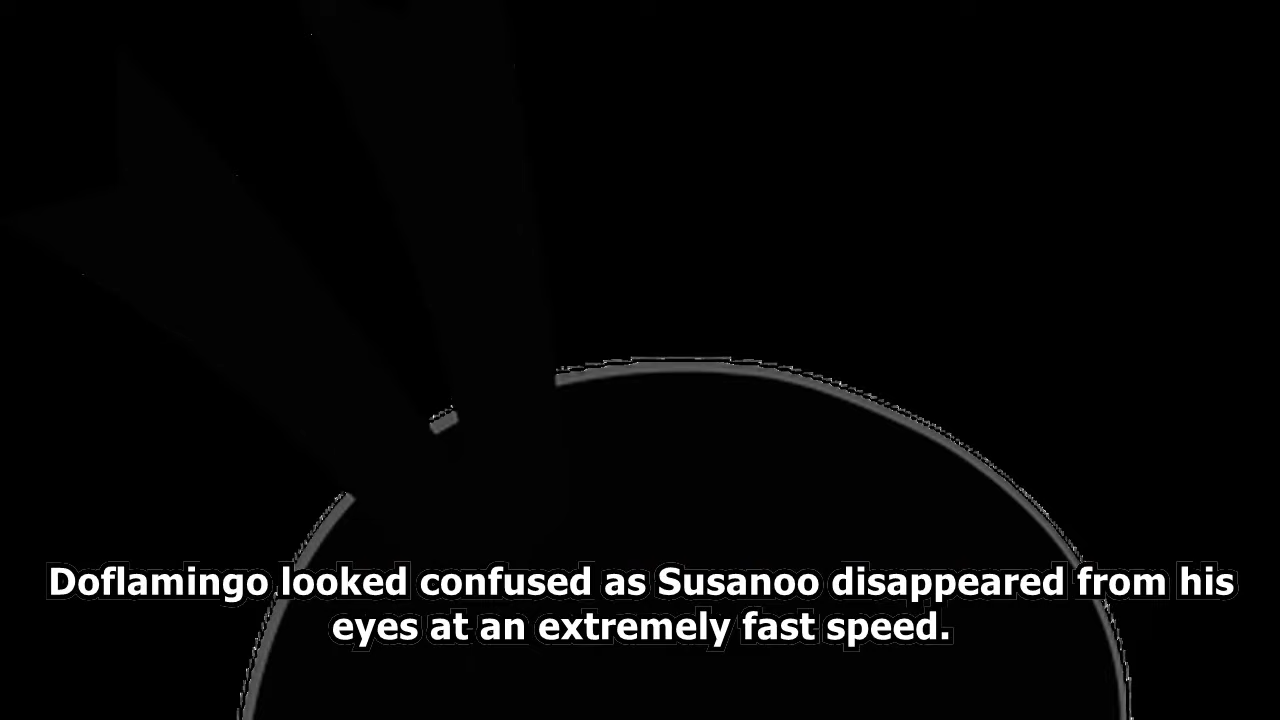 Doflamingo looked confused as Susanoo disappeared from his
eyes at an extremely fast speed.